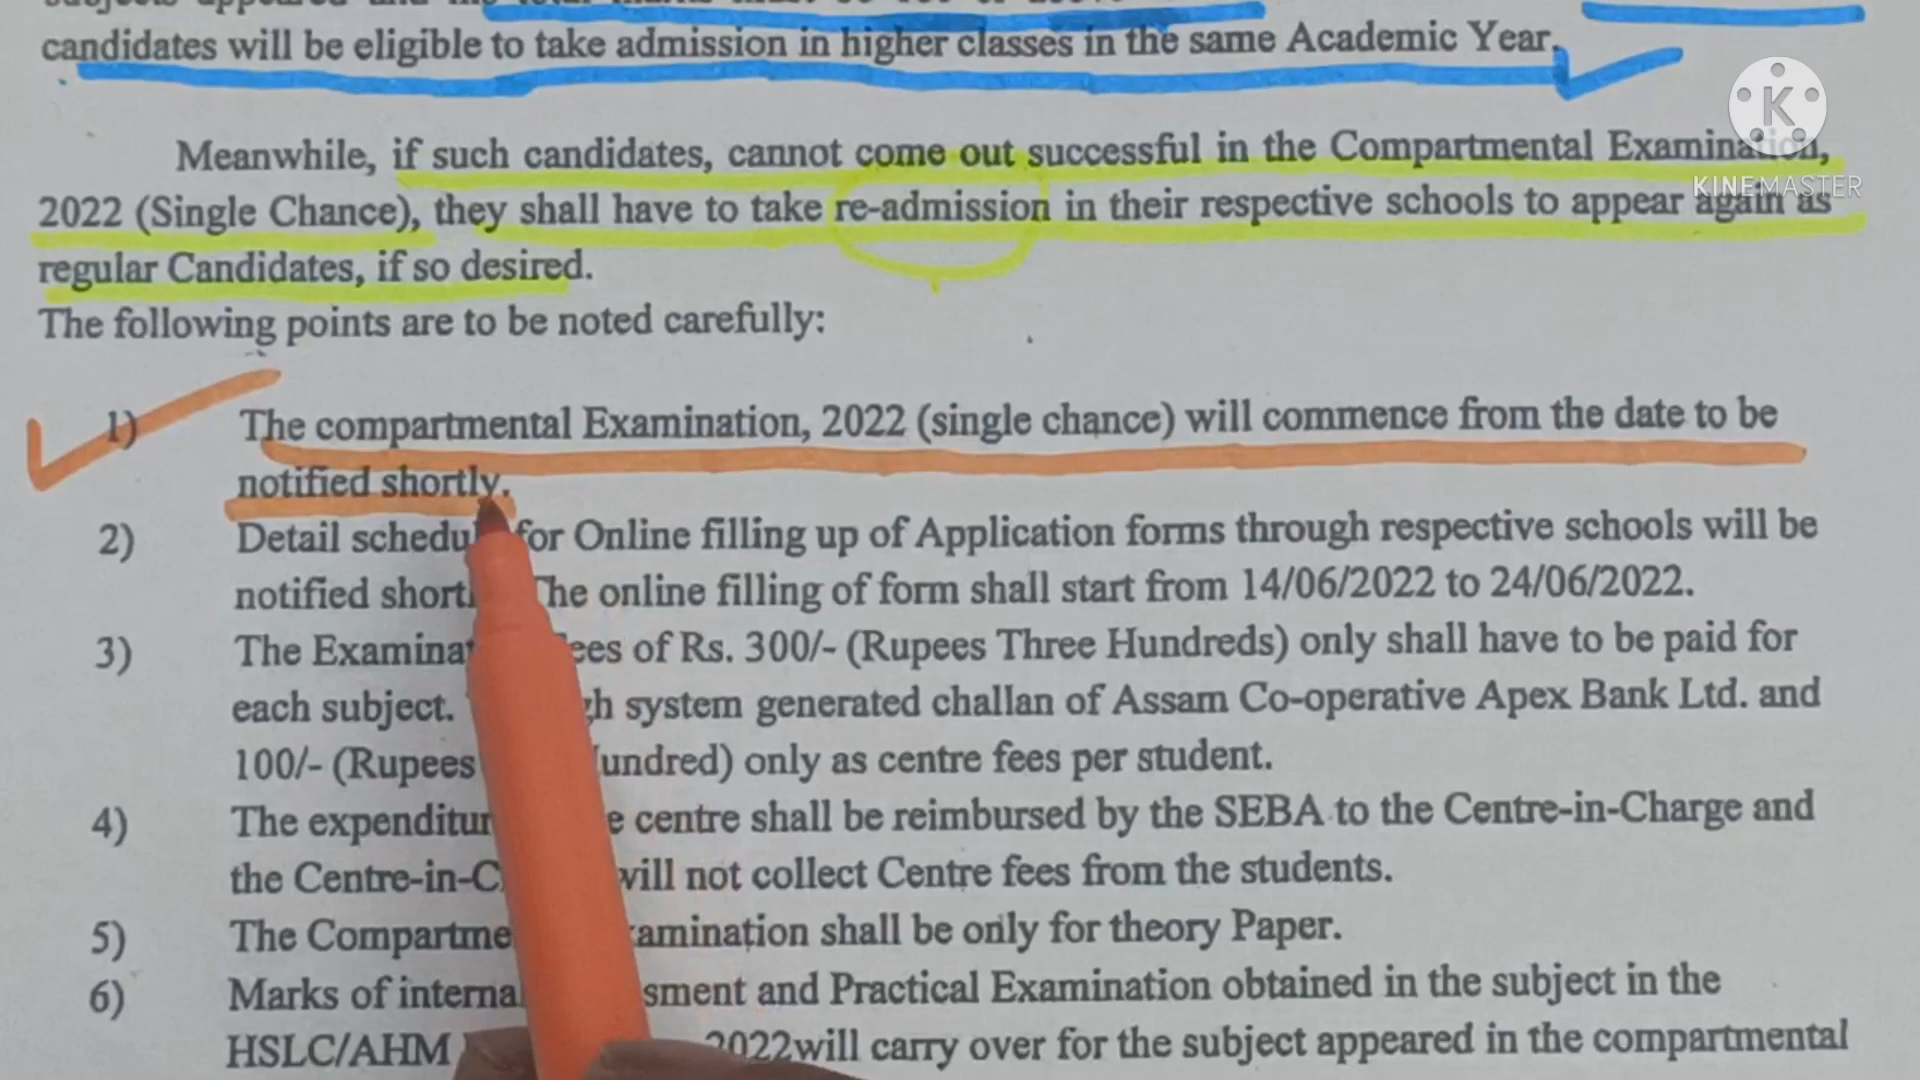 candidates will be eligible to take admission in higher classes in the same Academic Year.
Meanwhile, if such candidates, cannot come out successful in the Compartmental Examination,
KINEMASTER
2022 (Single Chance), they shall have to take re-admission in their respective schools to appear again as
regular Candidates, if so desired.
The following points are to be noted carefully:
1) The compartmental Examination, 2022 (single chance) will commence from the date to be
notified shortly.
2) Detail schedul for Online filling up of Application forms through respective schools will be
notified shortl The online filling of form shall start from 14/06/2022 to 24/06/2022.
3) The Examinat ees of Rs. 300/- (Rupees Three Hundreds) only shall have to be paid for
each subject. gh system generated challan of Assam Co-operative Apex Bank Ltd. and
100/- (Rupees undred) only as centre fees per student.
4) The expenditur e centre shall be reimbursed by the SEBA to the Centre-in-Charge and
the Centre-in-C will not collect Centre fees from the students.
5) The Compartme amination shall be only for theory Paper.
6) Marks of interna sment and Practical Examination obtained in the subject in the
HSLC/AHM 2022will carry over for the subject appeared in the compartmental